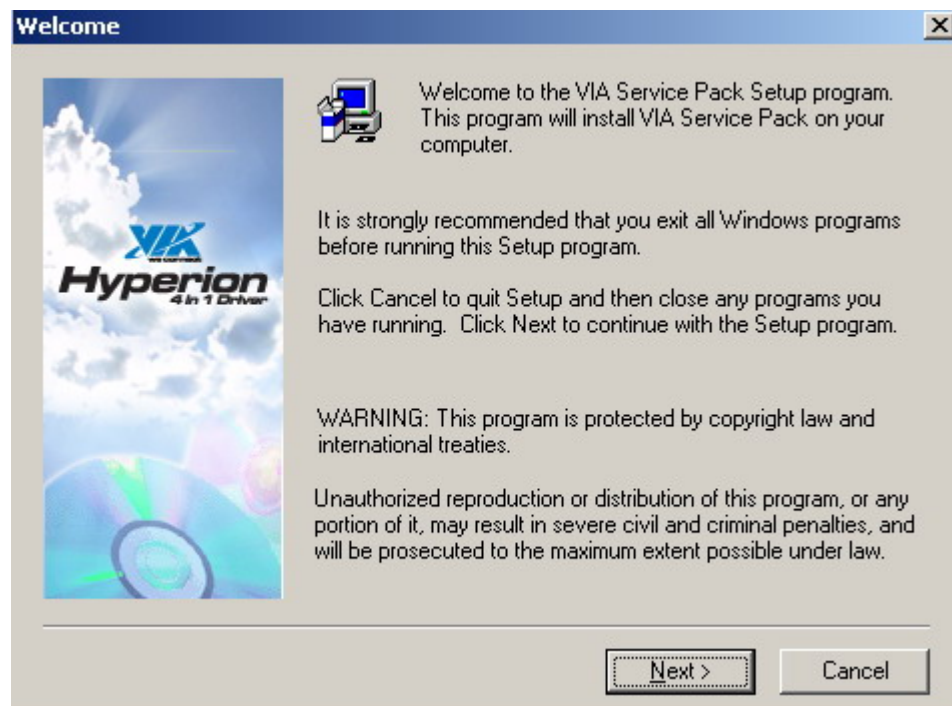 Welcome
Welcome to the VIA Service Pack Setup program.
This program will install VIA Service Pack on your
computer.
It is strongly recommended that you exit all Windows programs
before running this Setup program.
Click Cancel to quit Setup and then close any programs you
have running.  Click Next to continue with the Setup program.
WARNING: This program is protected by copyright law and
international treaties.
Unauthorized reproduction or distribution of this program, or any
portion of it, may result in severe civil and criminal penalties, and
will be prosecuted to the maximum extent possible under law.
VIA
we connect
Hyperion
4 in 1 Driver
Next >
Cancel